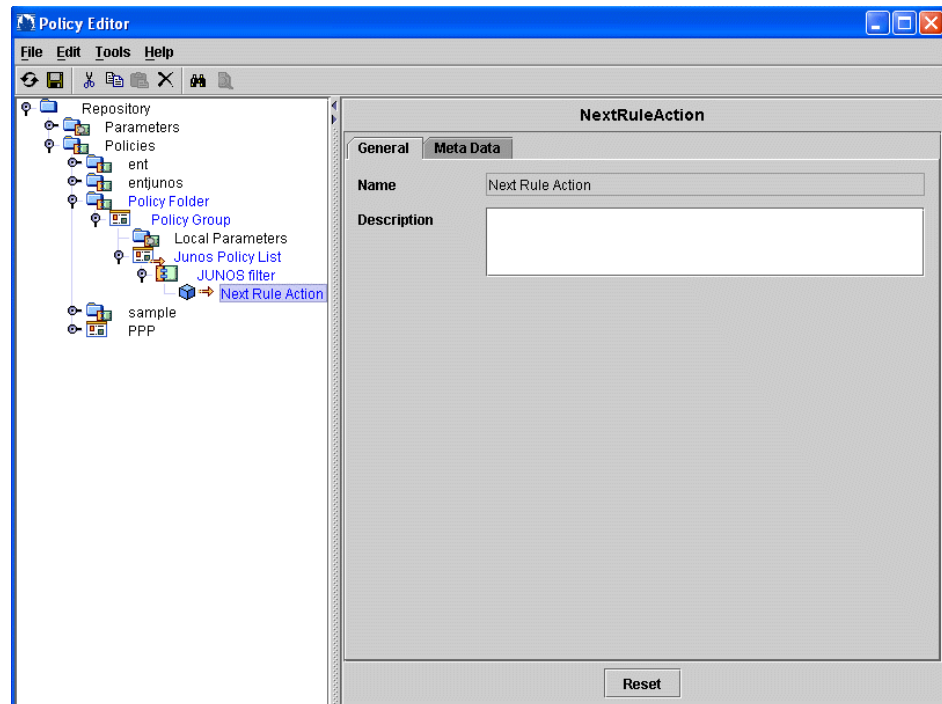 Policy Editor
File Edit Tools Help
Repository
Parameters
Policies
ent
entjunos
Policy Folder
Policy Group
Local Parameters
Junos Policy List
JUNOS filter
Next Rule Action
sample
PPP
NextRuleAction
General Meta Data
Name Next Rule Action
Description
Reset